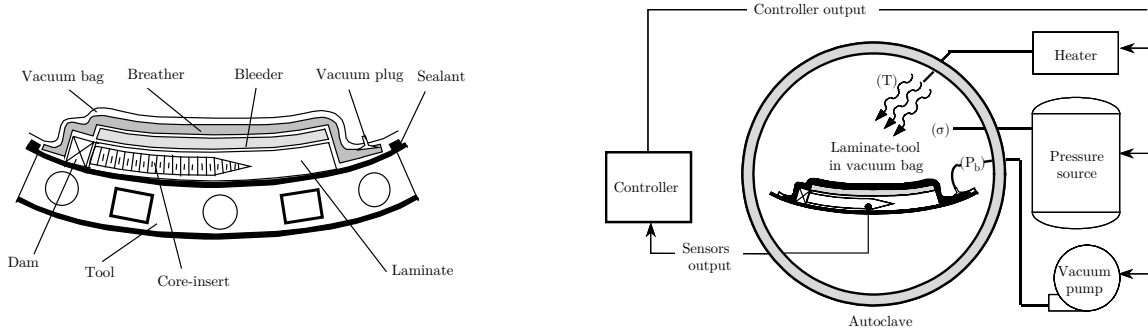 Vacuum bag
Breather
Bleeder
Vacuum plug
Sealant
Dam
Tool
Core-insert
Laminate
Controller output
Heater
(T)
(σ)
Laminate-tool
in vacuum bag
(P_b)
Pressure
source
Controller
Sensors
output
Vacuum
pump
Autoclave